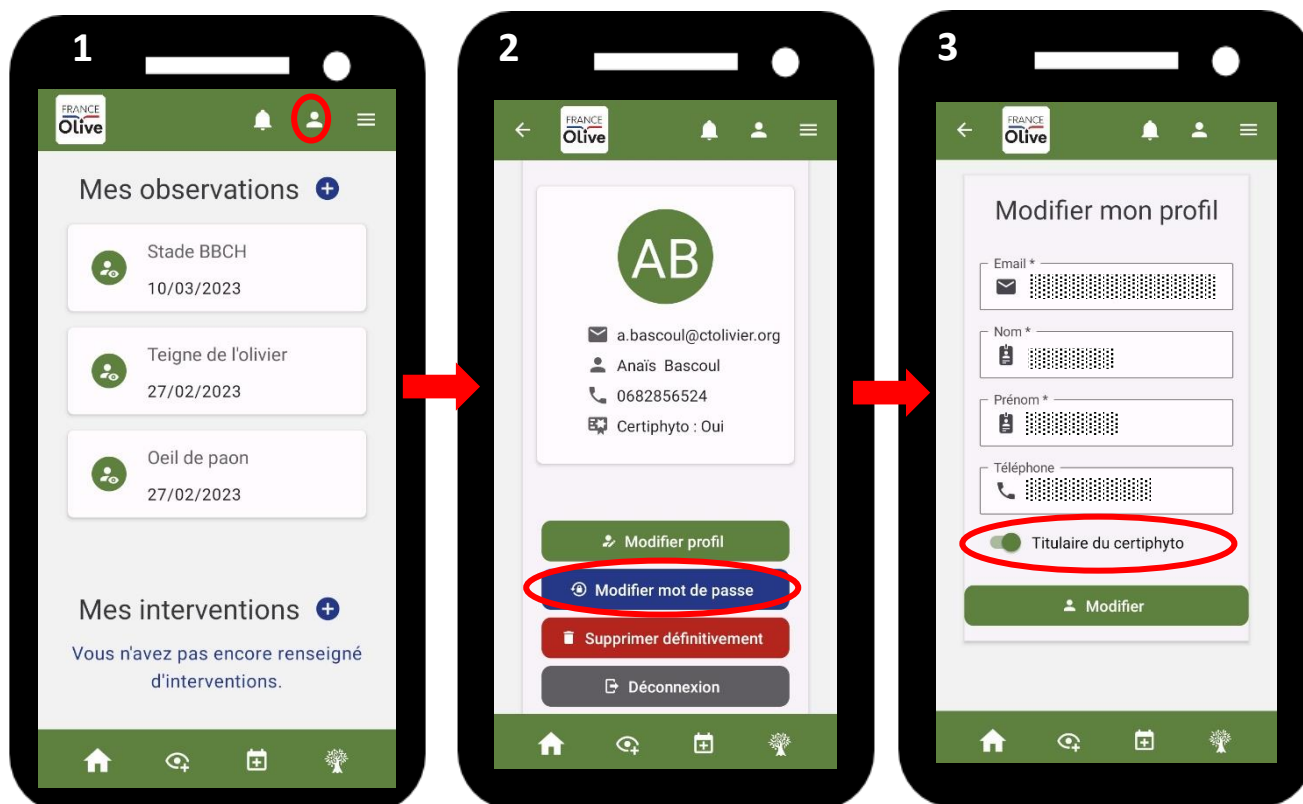 1
FRANCE
Olive
Mes observations
Stade BBCH
10/03/2023
Teigne de l'olivier
27/02/2023
Oeil de paon
27/02/2023
Mes interventions
Vous n'avez pas encore renseigné
d'interventions.
2
FRANCE
Olive
AB
a.bascoul@ctolivier.org
Anaïs Bascoul
0682856524
Certiphyto : Oui
Modifier profil
Modifier mot de passe
Supprimer définitivement
Déconnexion
3
FRANCE
Olive
Modifier mon profil
Email *
Nom *
Prénom *
Téléphone
Titulaire du certiphyto
Modifier